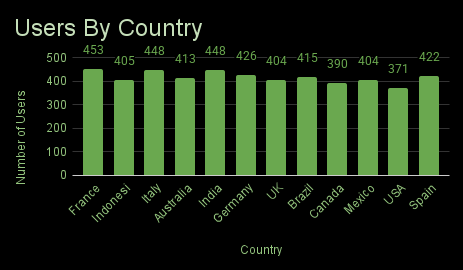 Users By Country
453 405 448 413 448 426 404 415 390 404 371 422
500
400
300
200
100
0
Number of Users
France Indonesi Italy Australia India Germany UK Brazil Canada Mexico USA Spain
Country